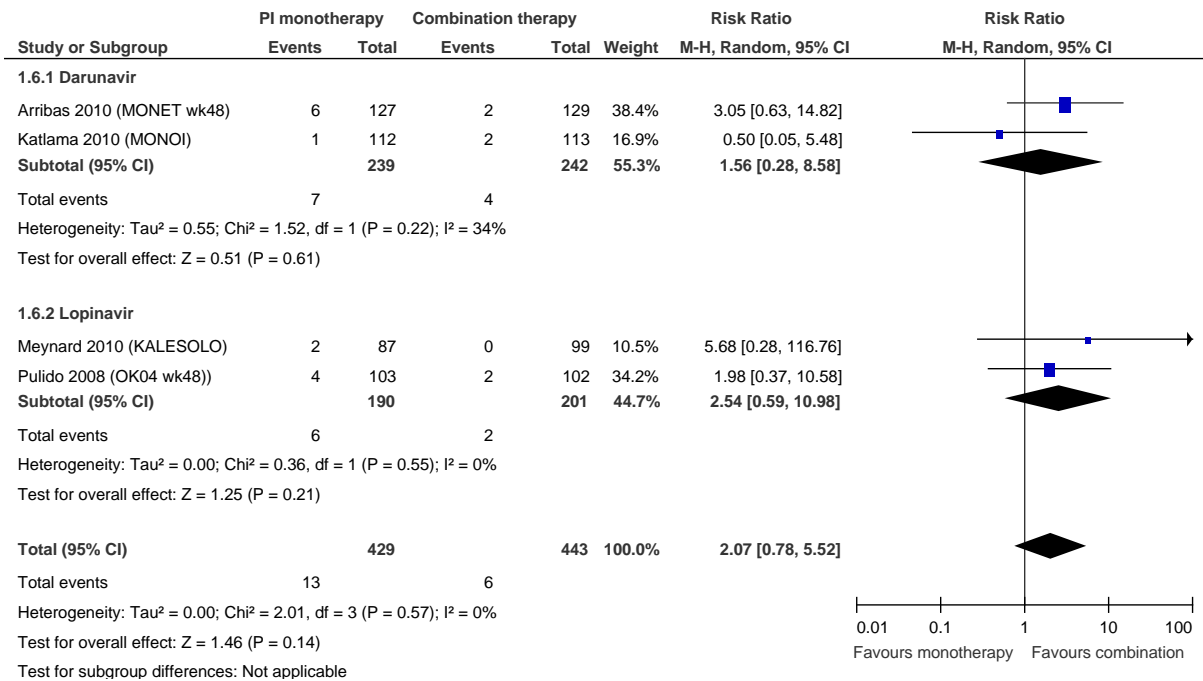 PI monotherapy Combination therapy Risk Ratio Risk Ratio
Study or Subgroup Events Total Events Total Weight M-H, Random, 95% CI M-H, Random, 95% CI
1.6.1 Darunavir
Arribas 2010 (MONET wk48) 6 127 2 129 38.4% 3.05 [0.63, 14.82]
Katlama 2010 (MONOI) 1 112 2 113 16.9% 0.50 [0.05, 5.48]
Subtotal (95% CI) 239 242 55.3% 1.56 [0.28, 8.58]
Total events 7 4
Heterogeneity: Tau² = 0.55; Chi² = 1.52, df = 1 (P = 0.22); I² = 34%
Test for overall effect: Z = 0.51 (P = 0.61)
1.6.2 Lopinavir
Meynard 2010 (KALESOLO) 2 87 0 99 10.5% 5.68 [0.28, 116.76]
Pulido 2008 (OK04 wk48)) 4 103 2 102 34.2% 1.98 [0.37, 10.58]
Subtotal (95% CI) 190 201 44.7% 2.54 [0.59, 10.98]
Total events 6 2
Heterogeneity: Tau² = 0.00; Chi² = 0.36, df = 1 (P = 0.55); I² = 0%
Test for overall effect: Z = 1.25 (P = 0.21)
Total (95% CI) 429 443 100.0% 2.07 [0.78, 5.52]
Total events 13 6
Heterogeneity: Tau² = 0.00; Chi² = 2.01, df = 3 (P = 0.57); I² = 0%
Test for overall effect: Z = 1.46 (P = 0.14)
Test for subgroup differences: Not applicable
0.01 0.1 1 10 100
Favours monotherapy Favours combination